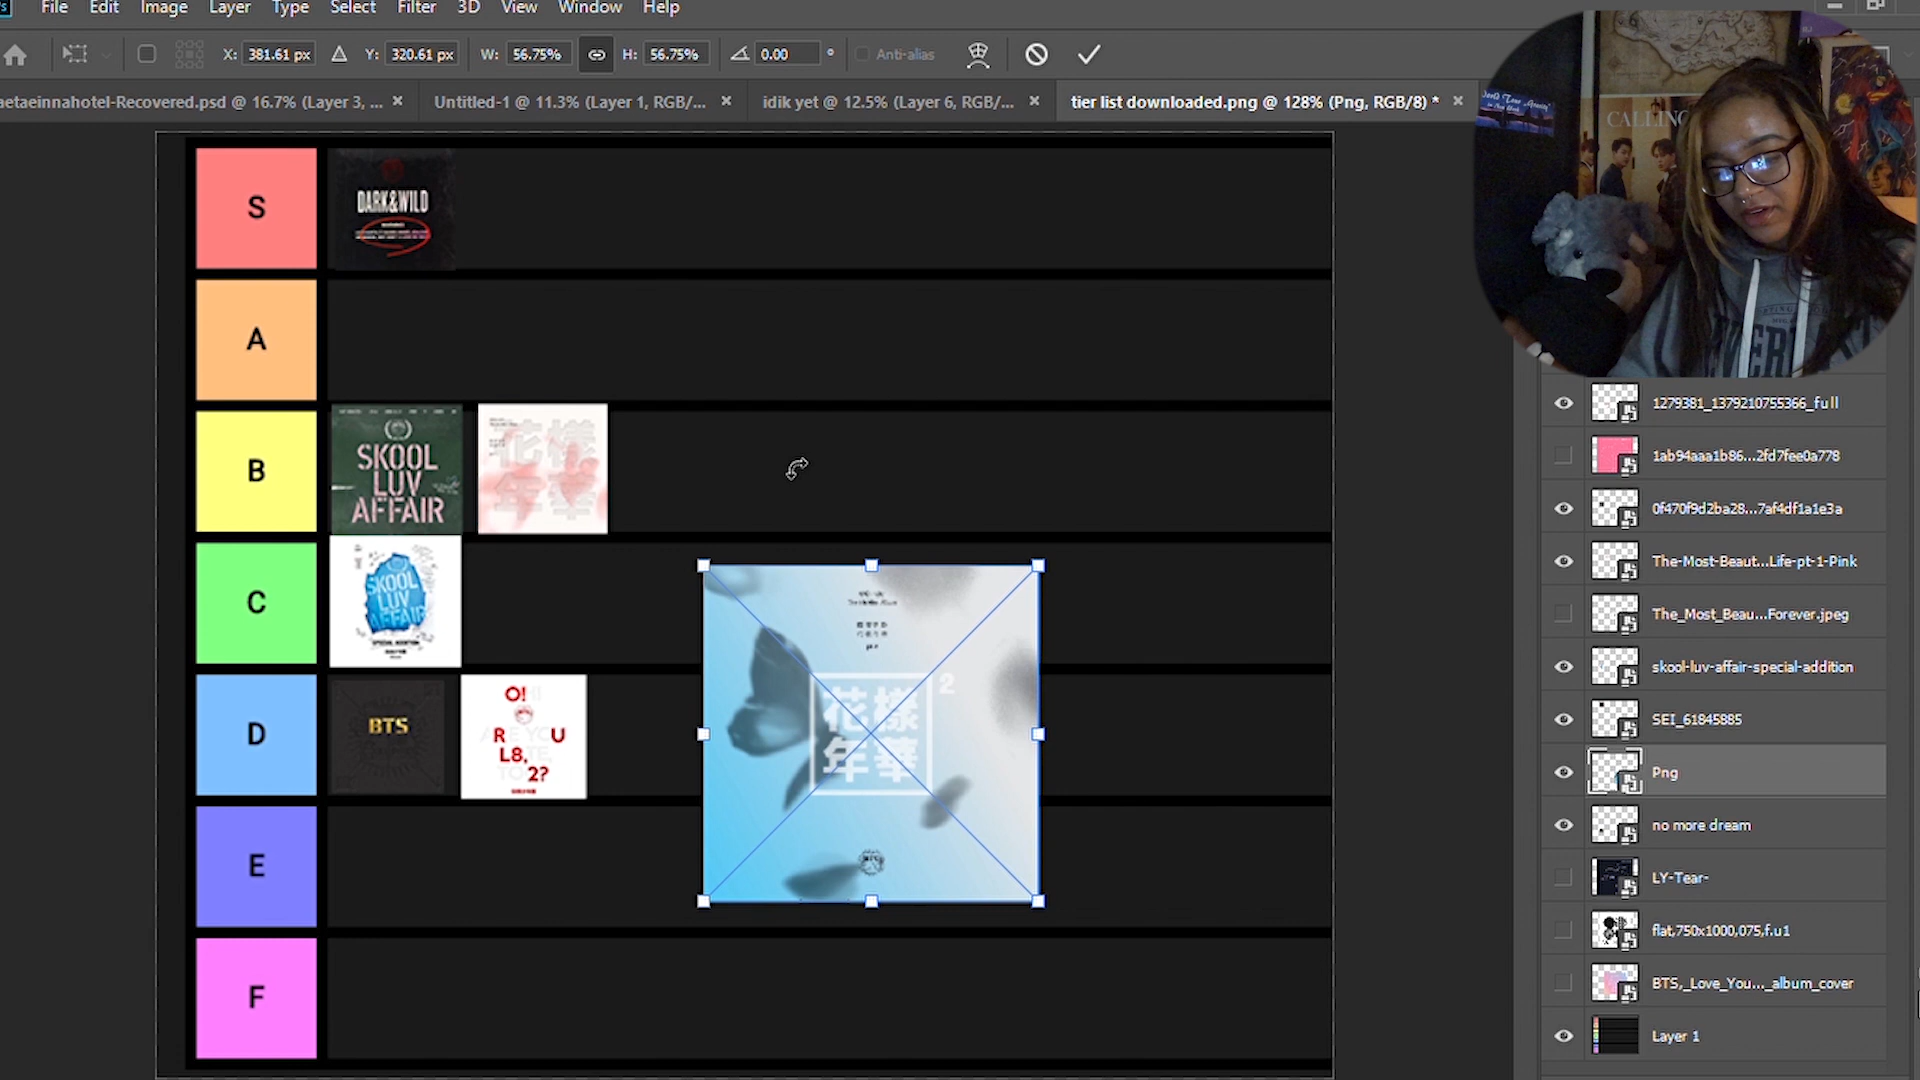 File Edit Image Layer Type Select Filter 3D View Window Help
X: 381.61 px Y: 320.61 px W: 56.75% H: 56.75% 0.00 ° Anti-alias
aetaeinnahotel-Recovered.psd @ 16.7% (Layer 3, ... × Untitled-1 @ 11.3% (Layer 1, RGB/... × idik yet @ 12.5% (Layer 6, RGB/... × tier list downloaded.png @ 128% (Png, RGB/8) * ×
CALLING
S
DARK&WILD
A
B
SKOOL
LUV
AFFAIR
花樣
年華
C
SKOOL
LUV
AFFAIR
D
BTS
O!
R U
L8,
2?
花樣
年華
2
E
F
1279381_1379210755366_full
1ab94aaa1b86...2fd7fee0a778
0f470f9d2ba28...7af4df1a1e3a
The-Most-Beaut...Life-pt-1-Pink
The_Most_Beau...Forever.jpeg
skool-luv-affair-special-addition
SEI_61845885
Png
no more dream
LY-Tear-
flat,750x1000,075,f.u1
BTS,_Love_You..._album_cover
Layer 1